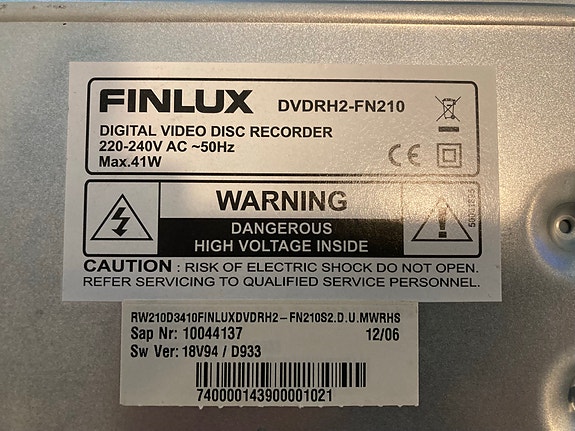 FINLUX DVDRH2-FN210
DIGITAL VIDEO DISC RECORDER
220-240V AC ~50Hz
Max.41W
CE
WARNING
DANGEROUS
HIGH VOLTAGE INSIDE
CAUTION : RISK OF ELECTRIC SHOCK DO NOT OPEN.
REFER SERVICING TO QUALIFIED SERVICE PERSONNEL.
RW210D3410FINLUXDVDRH2-FN210S2.D.U.MWRHS
Sap Nr: 10044137 12/06
Sw Ver: 18V94 / D933
740000143900001021